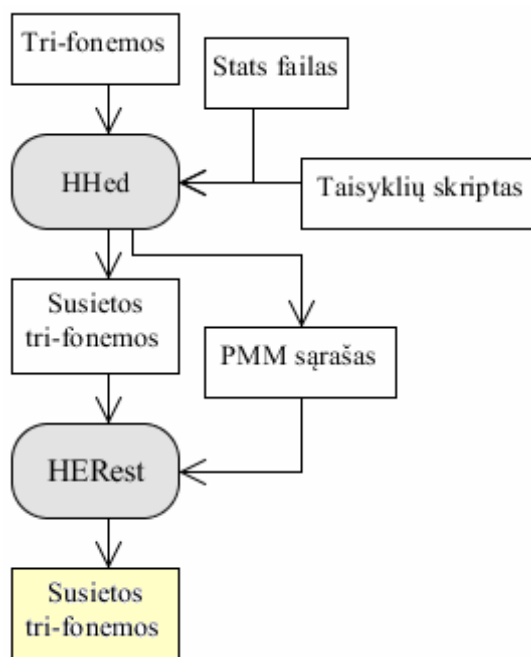 Tri-fonemos
Stats failas
HHed
Taisyklių skriptas
Susietos
tri-fonemos
PMM sąrašas
HERest
Susietos
tri-fonemos